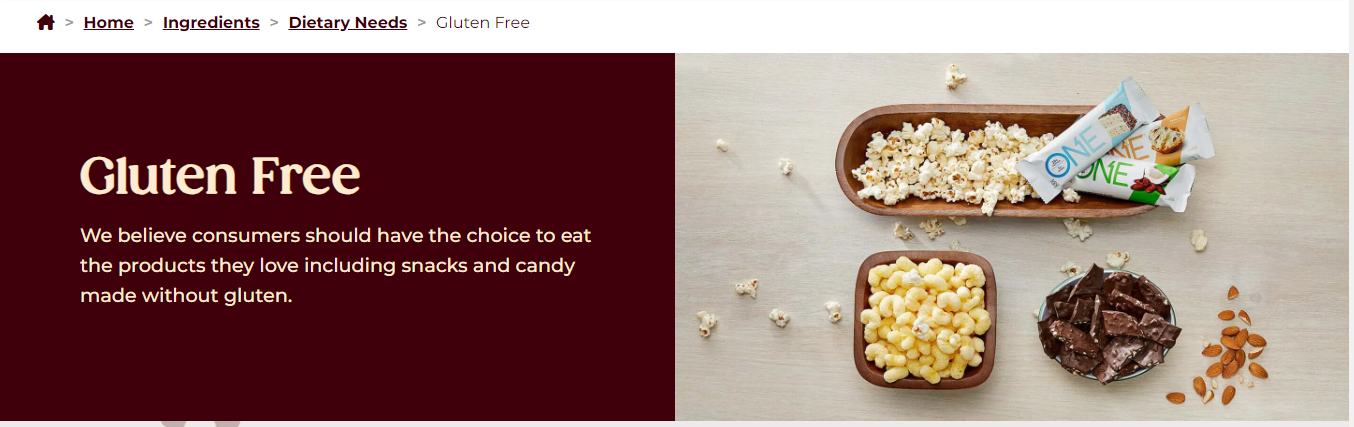 > Home > Ingredients > Dietary Needs > Gluten Free
Gluten Free
We believe consumers should have the choice to eat
the products they love including snacks and candy
made without gluten.
ONE
ONE
ONE